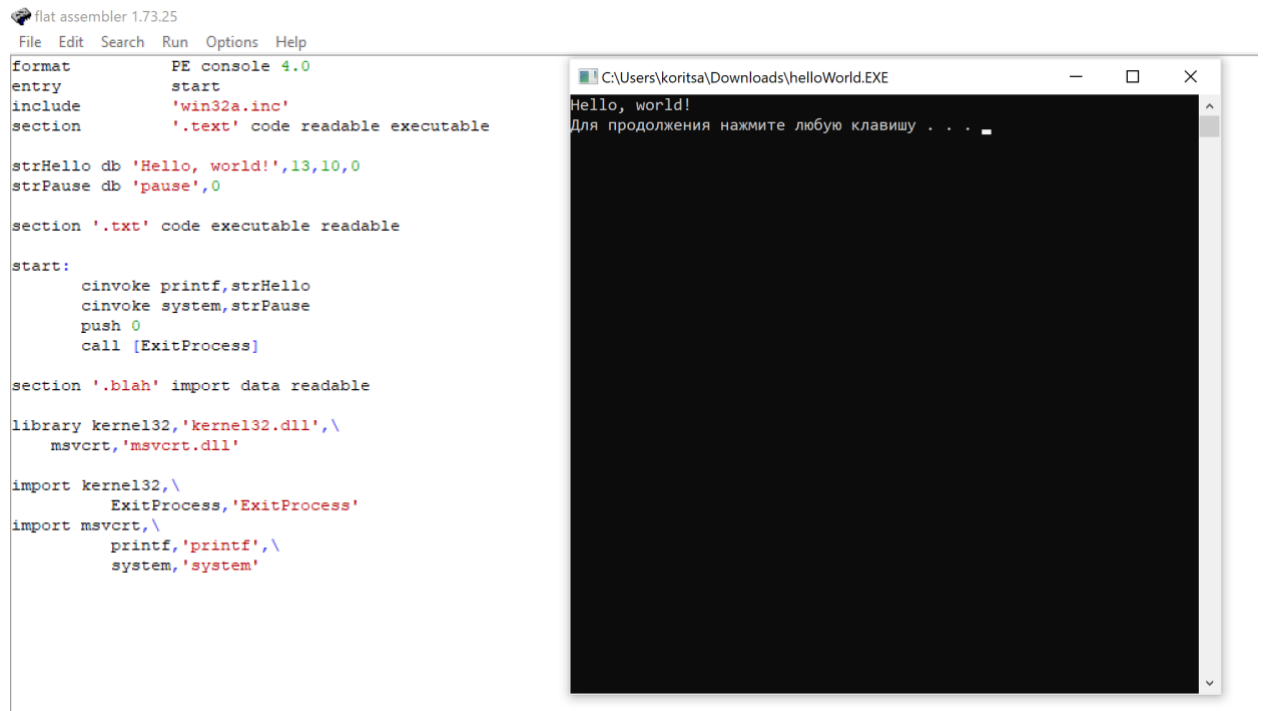 flat assembler 1.73.25
File Edit Search Run Options Help
format PE console 4.0
entry start
include 'win32a.inc'
section '.text' code readable executable
strHello db 'Hello, world!',13,10,0
strPause db 'pause',0
section '.txt' code executable readable
start:
cinvoke printf,strHello
cinvoke system,strPause
push 0
call [ExitProcess]
section '.blah' import data readable
library kernel32,'kernel32.dll',\
msvcrt,'msvcrt.dll'
import kernel32,\
ExitProcess,'ExitProcess'
import msvcrt,\
printf,'printf',\
system,'system'
C:\Users\koritsa\Downloads\helloWorld.EXE
Hello, world!
Для продолжения нажмите любую клавишу . . .